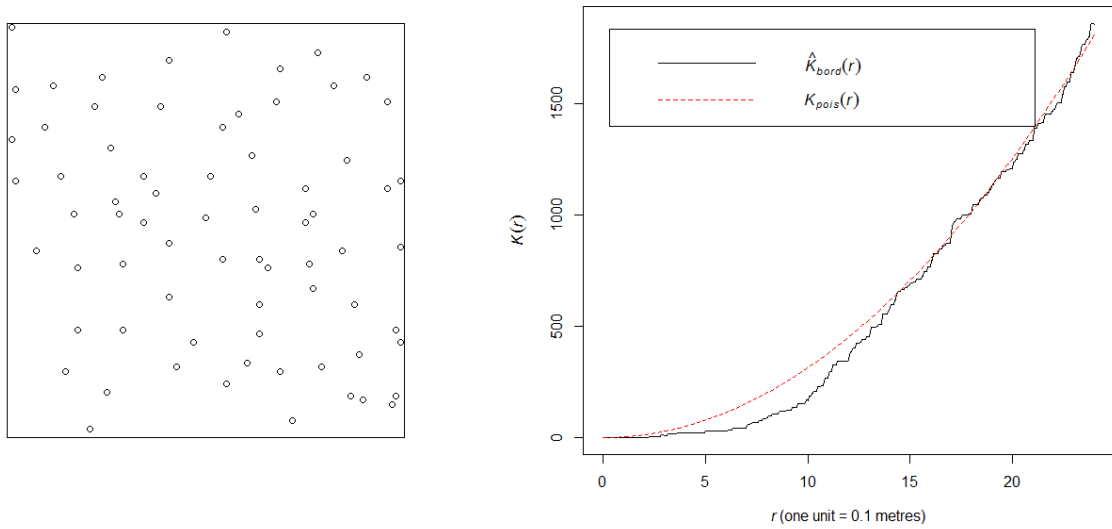 K̂bord(r)
Kpois(r)
K(r)
0
500
1000
1500
0 5 10 15 20
r (one unit = 0.1 metres)